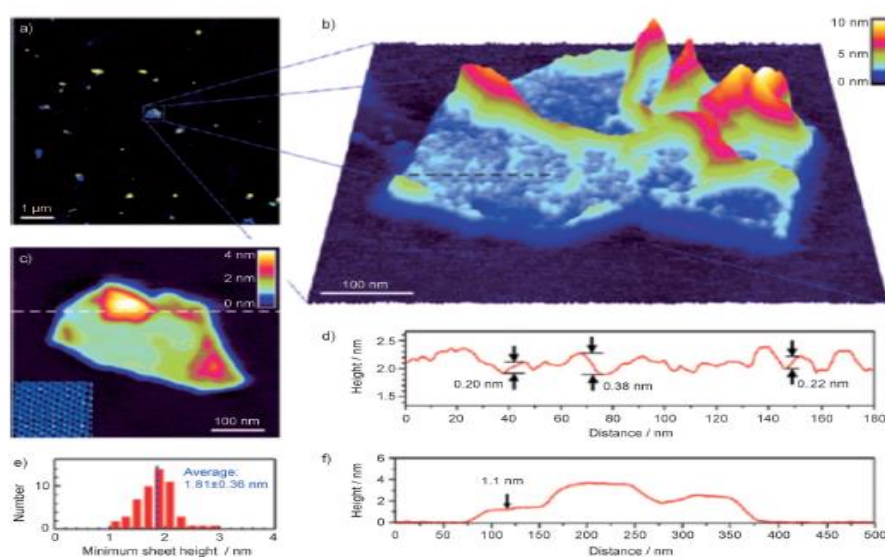 a)
1 μm
b)
10 nm
5 nm
0 nm
100 nm
c)
4 nm
2 nm
0 nm
100 nm
d)
Height / nm
2.5
2.0
1.5
0.20 nm
0.38 nm
0.22 nm
0 20 40 60 80 100 120 140 160 180
Distance / nm
e)
Number
10
0
Average:
1.81±0.36 nm
0 1 2 3 4
Minimum sheet height / nm
f)
Height / nm
6
4
2
0
1.1 nm
0 50 100 150 200 250 300 350 400 450 500
Distance / nm